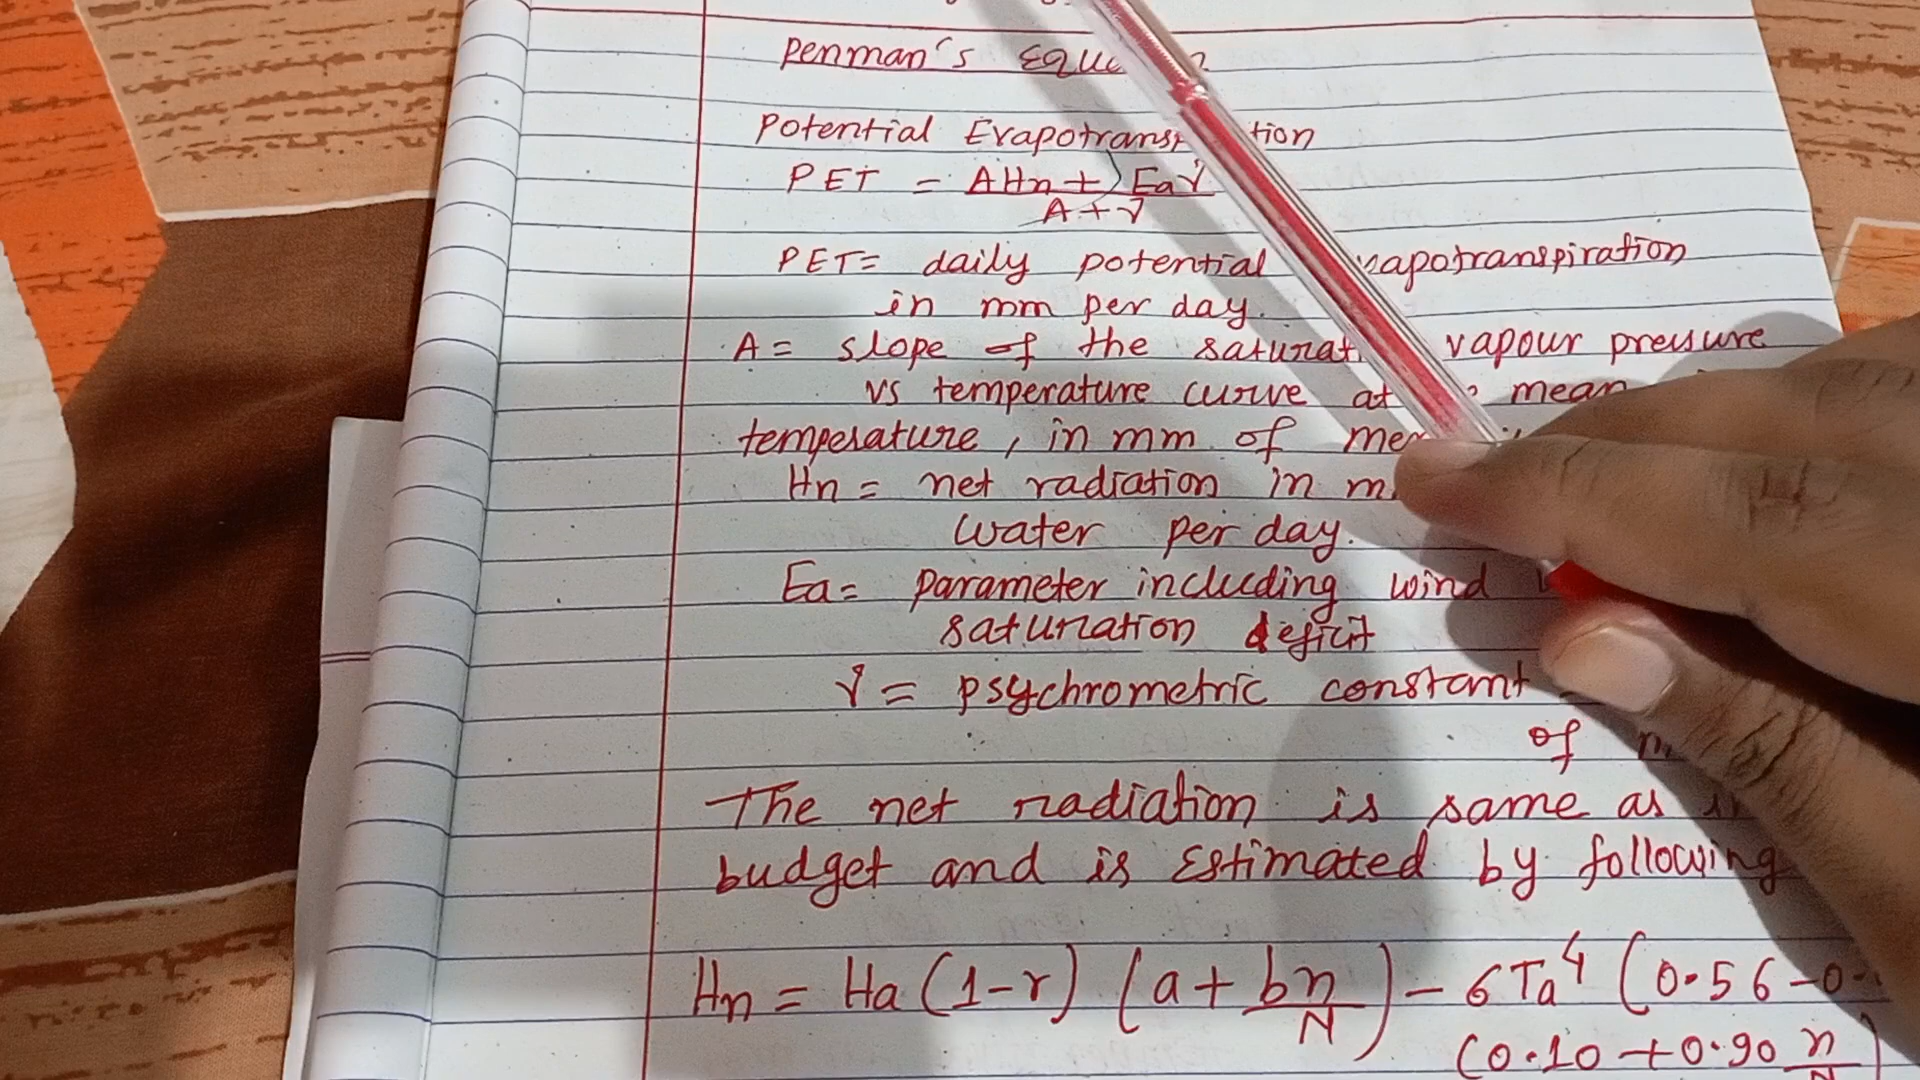 Penman's
Potential
PET = AHn + Eaγ
A + γ
PET = daily potential
in mm per day.
A = slope of the vapour pressure
vs temperature curve at mean
temperature, in mm of
Hn = net radiation in
water per day.
Ea = parameter including wind
saturation deficit
γ = psychrometric constant
of
The net radiation is same as
budget and is Estimated by following
Hn = Ha (1-r) (a + bn/N) - 6Ta⁴ (0.56 - 0.
(0.10 + 0.90 n/N)